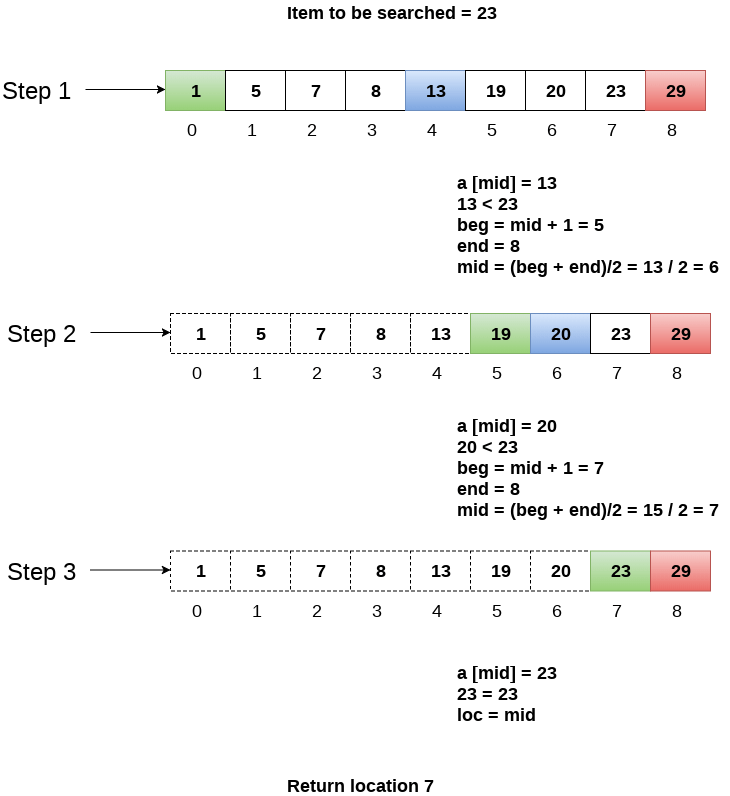 Item to be searched = 23
Step 1
1 5 7 8 13 19 20 23 29
0 1 2 3 4 5 6 7 8
a [mid] = 13
13 < 23
beg = mid + 1 = 5
end = 8
mid = (beg + end)/2 = 13 / 2 = 6
Step 2
1 5 7 8 13 19 20 23 29
0 1 2 3 4 5 6 7 8
a [mid] = 20
20 < 23
beg = mid + 1 = 7
end = 8
mid = (beg + end)/2 = 15 / 2 = 7
Step 3
1 5 7 8 13 19 20 23 29
0 1 2 3 4 5 6 7 8
a [mid] = 23
23 = 23
loc = mid
Return location 7